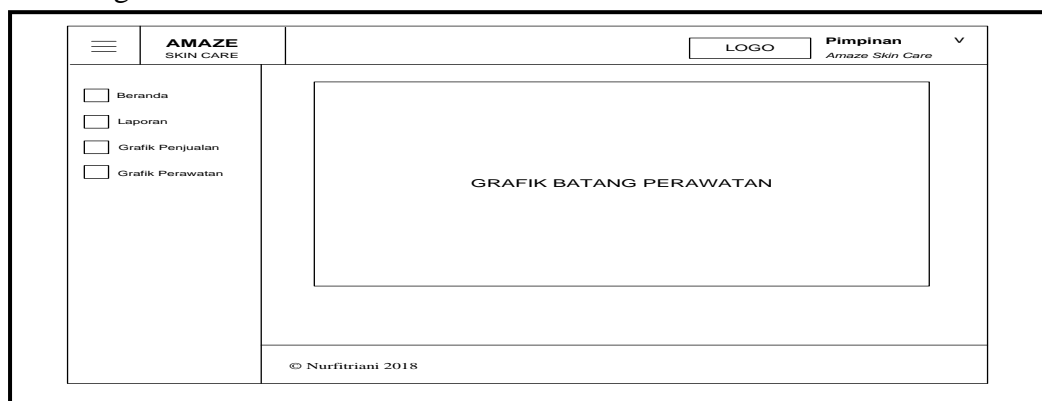 AMAZE
SKIN CARE
LOGO
Pimpinan
Amaze Skin Care
V
Beranda
Laporan
Grafik Penjualan
Grafik Perawatan
GRAFIK BATANG PERAWATAN
© Nurfitriani 2018